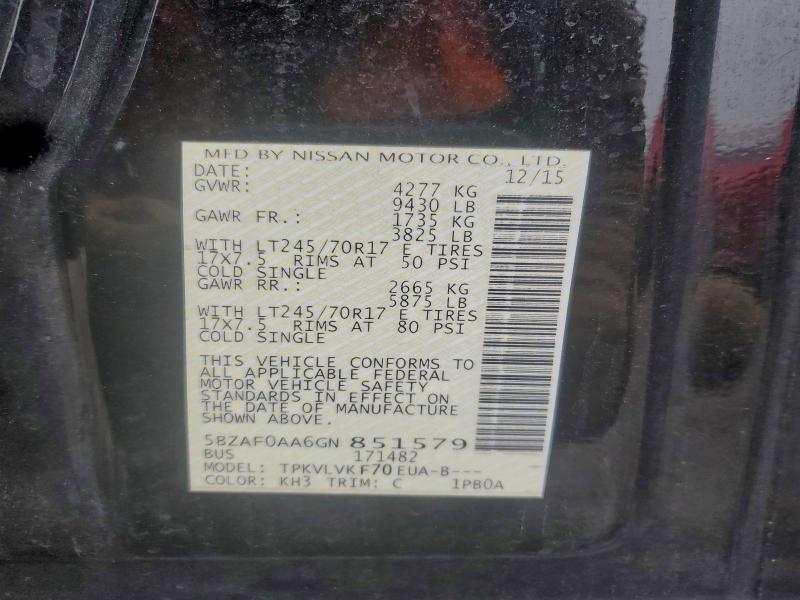 MFD BY NISSAN MOTOR CO., LTD.
DATE: 12/15
GVWR: 4277 KG
9430 LB
GAWR FR.: 1735 KG
3825 LB
WITH LT245/70R17 E TIRES
17X7.5 RIMS AT 50 PSI
COLD SINGLE
GAWR RR.: 2665 KG
5875 LB
WITH LT245/70R17 E TIRES
17X7.5 RIMS AT 80 PSI
COLD SINGLE
THIS VEHICLE CONFORMS TO
ALL APPLICABLE FEDERAL
MOTOR VEHICLE SAFETY
STANDARDS IN EFFECT ON
THE DATE OF MANUFACTURE
SHOWN ABOVE.
5BZAF0AA6GN 851579
BUS 171482
MODEL: TPKVLVK F70 EUA-B---
COLOR: KH3 TRIM: C 1PB0A